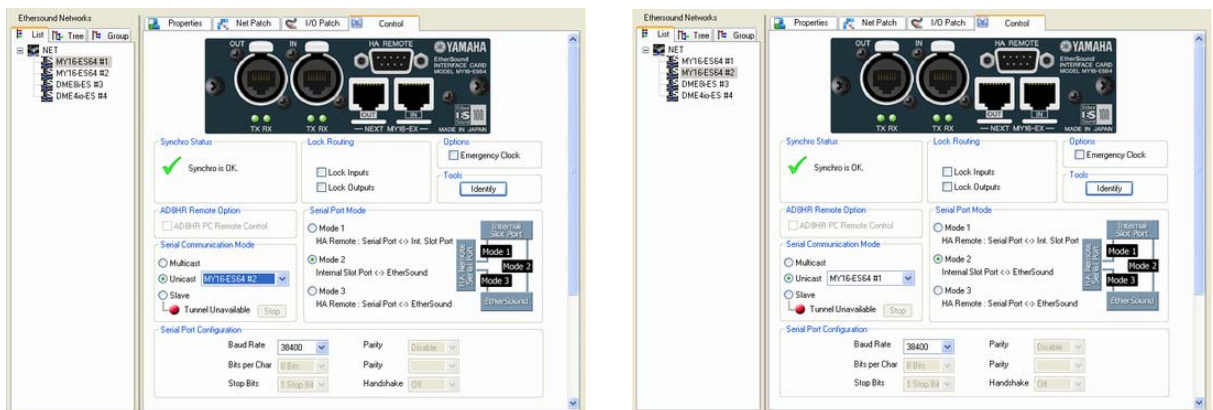 Ethersound Networks
List Tree Group
NET
MY16-ES64 #1
MY16-ES64 #2
DME8i-ES #3
DME4io-ES #4
Properties Net Patch I/O Patch Control
OUT IN HA REMOTE YAMAHA
EtherSound
INTERFACE CARD
MODEL MY16-ES64
OUT IN
TX RX TX RX NEXT MY16-EX MADE IN JAPAN
Synchro Status
Synchro is OK.
Lock Routing
Lock Inputs
Lock Outputs
Options
Emergency Clock
Tools
Identify
AD8HR Remote Option
AD8HR PC Remote Control
Serial Communication Mode
Multicast
Unicast MY16-ES64 #2
Slave
Tunnel Unavailable Stop
Serial Port Mode
Mode 1
HA Remote : Serial Port <-> Int. Slot Port
Mode 2
Internal Slot Port <-> EtherSound
Mode 3
HA Remote : Serial Port <-> EtherSound
Internal
Slot Port
HA Remote
Serial Port
Mode 1
Mode 2
Mode 3
EtherSound
Serial Port Configuration
Baud Rate 38400 Parity Disable
Bits per Char 8 Bits Parity
Stop Bits 1 Stop Bit Handshake Off
Ethersound Networks
List Tree Group
NET
MY16-ES64 #1
MY16-ES64 #2
DME8i-ES #3
DME4io-ES #4
Properties Net Patch I/O Patch Control
OUT IN HA REMOTE YAMAHA
EtherSound
INTERFACE CARD
MODEL MY16-ES64
OUT IN
TX RX TX RX NEXT MY16-EX MADE IN JAPAN
Synchro Status
Synchro is OK.
Lock Routing
Lock Inputs
Lock Outputs
Options
Emergency Clock
Tools
Identify
AD8HR Remote Option
AD8HR PC Remote Control
Serial Communication Mode
Multicast
Unicast MY16-ES64 #1
Slave
Tunnel Unavailable Stop
Serial Port Mode
Mode 1
HA Remote : Serial Port <-> Int. Slot Port
Mode 2
Internal Slot Port <-> EtherSound
Mode 3
HA Remote : Serial Port <-> EtherSound
Internal
Slot Port
HA Remote
Serial Port
Mode 1
Mode 2
Mode 3
EtherSound
Serial Port Configuration
Baud Rate 38400 Parity Disable
Bits per Char 8 Bits Parity
Stop Bits 1 Stop Bit Handshake Off